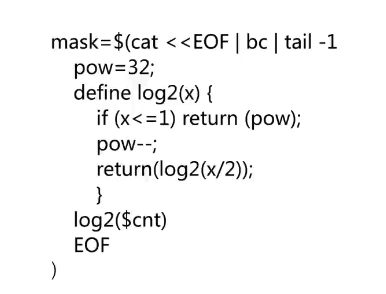 mask=$(cat <<EOF | bc | tail -1
pow=32;
define log2(x) {
if (x<=1) return (pow);
pow--;
return(log2(x/2));
}
log2($cnt)
EOF
)